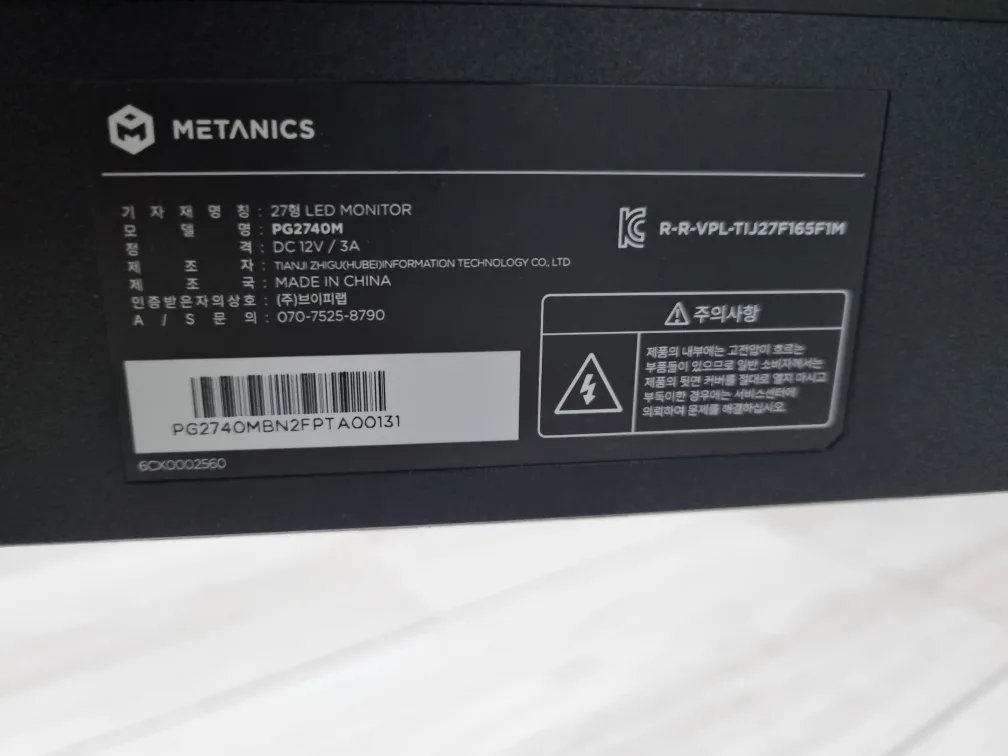 METANICS
기 자 재 명 칭 : 27형 LED MONITOR
모 델 명 : PG2740M
정 격 : DC 12V / 3A
제 조 자 : TIANJI ZHIGU(HUBEI)INFORMATION TECHNOLOGY CO., LTD
제 조 국 : MADE IN CHINA
인증받은자의상호 : (주)브이피랩
A / S 문 의 : 070-7525-8790
R-R-VPL-TIJ27F165F1M
주의사항
제품의 내부에는 고전압이 흐르는
부품들이 있으므로 일반 소비자께서는
제품의 뒷면 커버를 절대로 열지 마시고
부득이한 경우에는 서비스센터에
의뢰하여 문제를 해결하십시오.
PG2740MBN2FPTA00131
6CX0002560